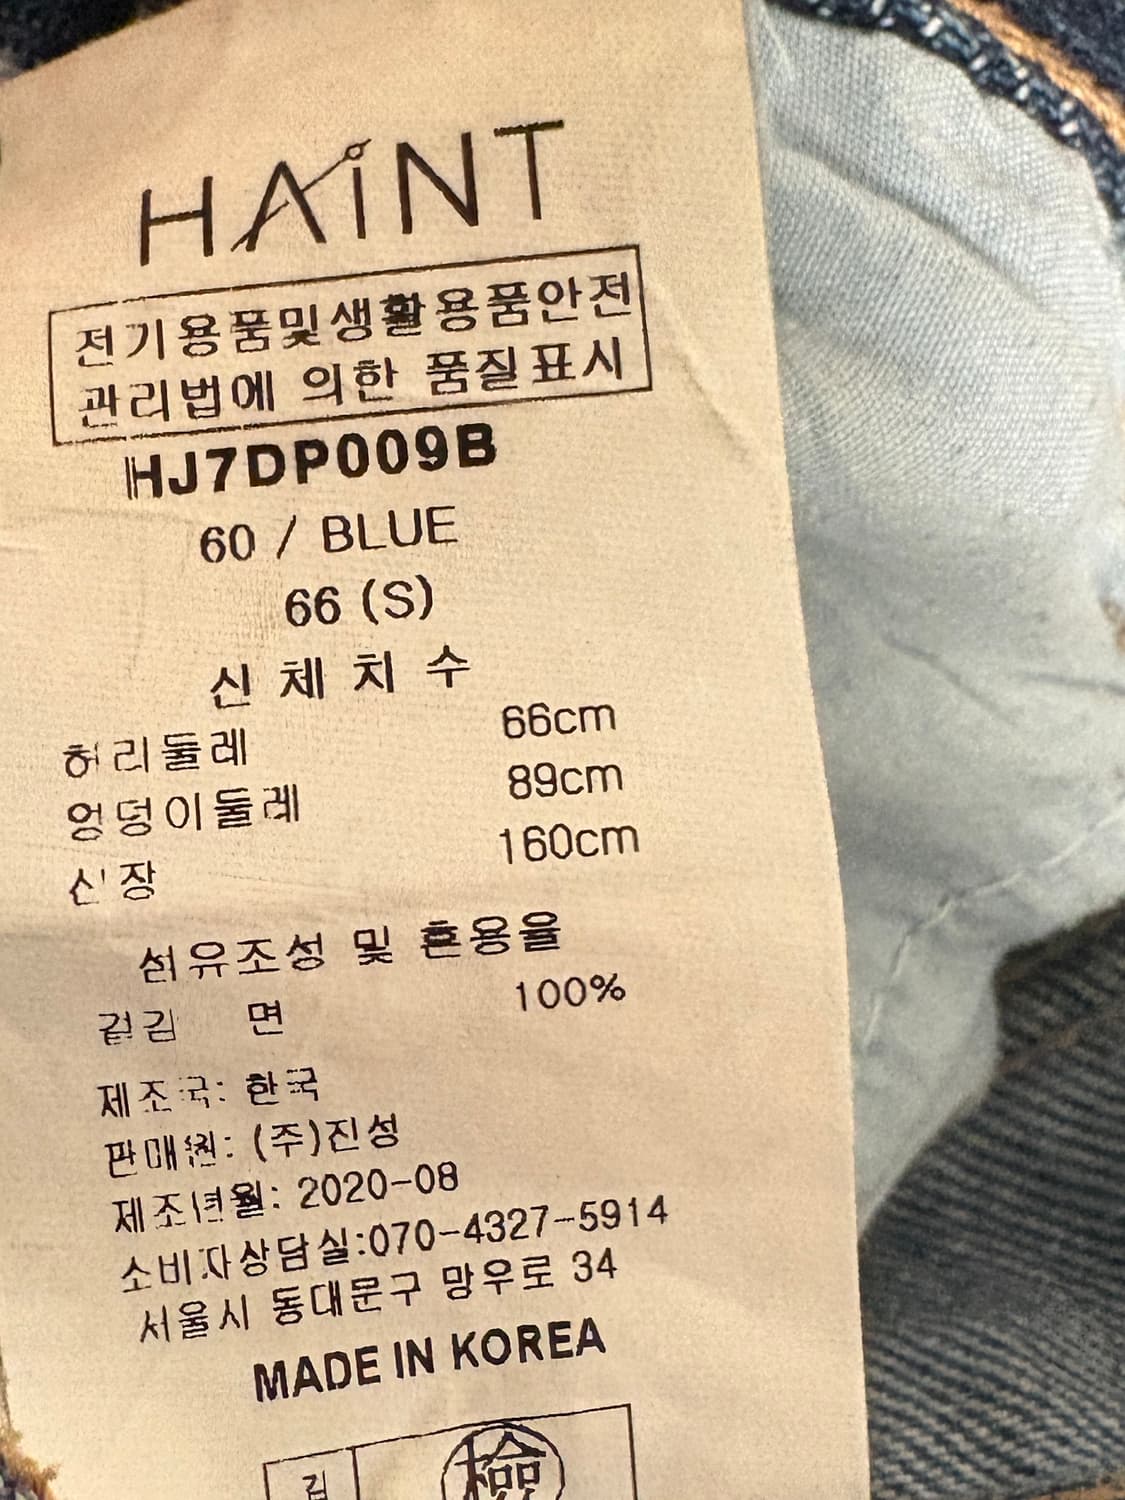 HAiNT
전기용품및생활용품안전
관리법에 의한 품질표시
HJ7DP009B
60 / BLUE
66 (S)
신체치수
허리둘레 66cm
엉덩이둘레 89cm
신장 160cm
섬유조성 및 혼용율
겉감 면 100%
제조국: 한국
판매원: (주)진성
제조년월: 2020-08
소비자상담실:070-4327-5914
서울시 동대문구 망우로 34
MADE IN KOREA
檢